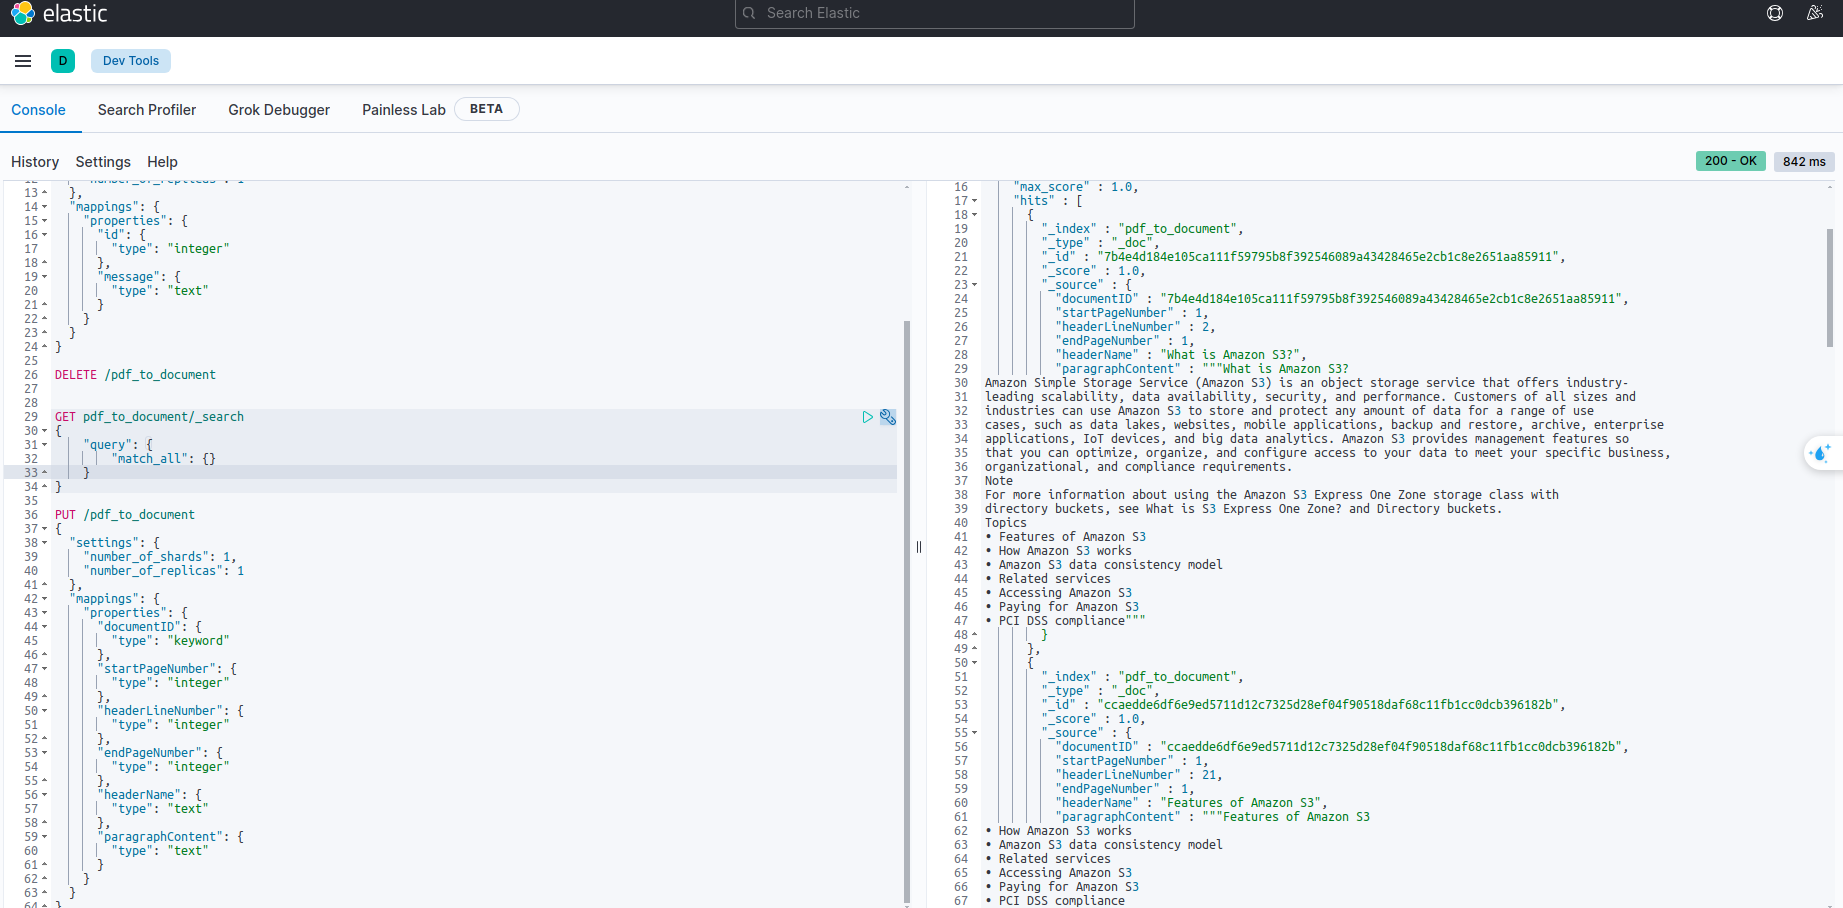 elastic
Search Elastic
D
Dev Tools
Console
Search Profiler
Grok Debugger
Painless Lab
BETA
History
Settings
Help
200 - OK
842 ms
12 "number_of_replicas": 1
13 },
14 "mappings": {
15 "properties": {
16 "id": {
17 "type": "integer"
18 },
19 "message": {
20 "type": "text"
21 }
22 }
23 }
24 }
25
26 DELETE /pdf_to_document
27
28
29 GET pdf_to_document/_search
30 {
31 "query": {
32 "match_all": {}
33 }
34 }
35
36 PUT /pdf_to_document
37 {
38 "settings": {
39 "number_of_shards": 1,
40 "number_of_replicas": 1
41 },
42 "mappings": {
43 "properties": {
44 "documentID": {
45 "type": "keyword"
46 },
47 "startPageNumber": {
48 "type": "integer"
49 },
50 "headerLineNumber": {
51 "type": "integer"
52 },
53 "endPageNumber": {
54 "type": "integer"
55 },
56 "headerName": {
57 "type": "text"
58 },
59 "paragraphContent": {
60 "type": "text"
61 }
62 }
63 }
64 }
16 "max_score" : 1.0,
17 "hits" : [
18 {
19 "_index" : "pdf_to_document",
20 "_type" : "_doc",
21 "_id" : "7b4e4d184e105ca111f59795b8f392546089a43428465e2cb1c8e2651aa85911",
22 "_score" : 1.0,
23 "_source" : {
24 "documentID" : "7b4e4d184e105ca111f59795b8f392546089a43428465e2cb1c8e2651aa85911",
25 "startPageNumber" : 1,
26 "headerLineNumber" : 2,
27 "endPageNumber" : 1,
28 "headerName" : "What is Amazon S3?",
29 "paragraphContent" : """What is Amazon S3?
30 Amazon Simple Storage Service (Amazon S3) is an object storage service that offers industry-
31 leading scalability, data availability, security, and performance. Customers of all sizes and
32 industries can use Amazon S3 to store and protect any amount of data for a range of use
33 cases, such as data lakes, websites, mobile applications, backup and restore, archive, enterprise
34 applications, IoT devices, and big data analytics. Amazon S3 provides management features so
35 that you can optimize, organize, and configure access to your data to meet your specific business,
36 organizational, and compliance requirements.
37 Note
38 For more information about using the Amazon S3 Express One Zone storage class with
39 directory buckets, see What is S3 Express One Zone? and Directory buckets.
40 Topics
41 • Features of Amazon S3
42 • How Amazon S3 works
43 • Amazon S3 data consistency model
44 • Related services
45 • Accessing Amazon S3
46 • Paying for Amazon S3
47 • PCI DSS compliance"""
48 }
49 },
50 {
51 "_index" : "pdf_to_document",
52 "_type" : "_doc",
53 "_id" : "ccaedde6df6e9ed5711d12c7325d28ef04f90518daf68c11fb1cc0dcb396182b",
54 "_score" : 1.0,
55 "_source" : {
56 "documentID" : "ccaedde6df6e9ed5711d12c7325d28ef04f90518daf68c11fb1cc0dcb396182b",
57 "startPageNumber" : 1,
58 "headerLineNumber" : 21,
59 "endPageNumber" : 1,
60 "headerName" : "Features of Amazon S3",
61 "paragraphContent" : """Features of Amazon S3
62 • How Amazon S3 works
63 • Amazon S3 data consistency model
64 • Related services
65 • Accessing Amazon S3
66 • Paying for Amazon S3
67 • PCI DSS compliance